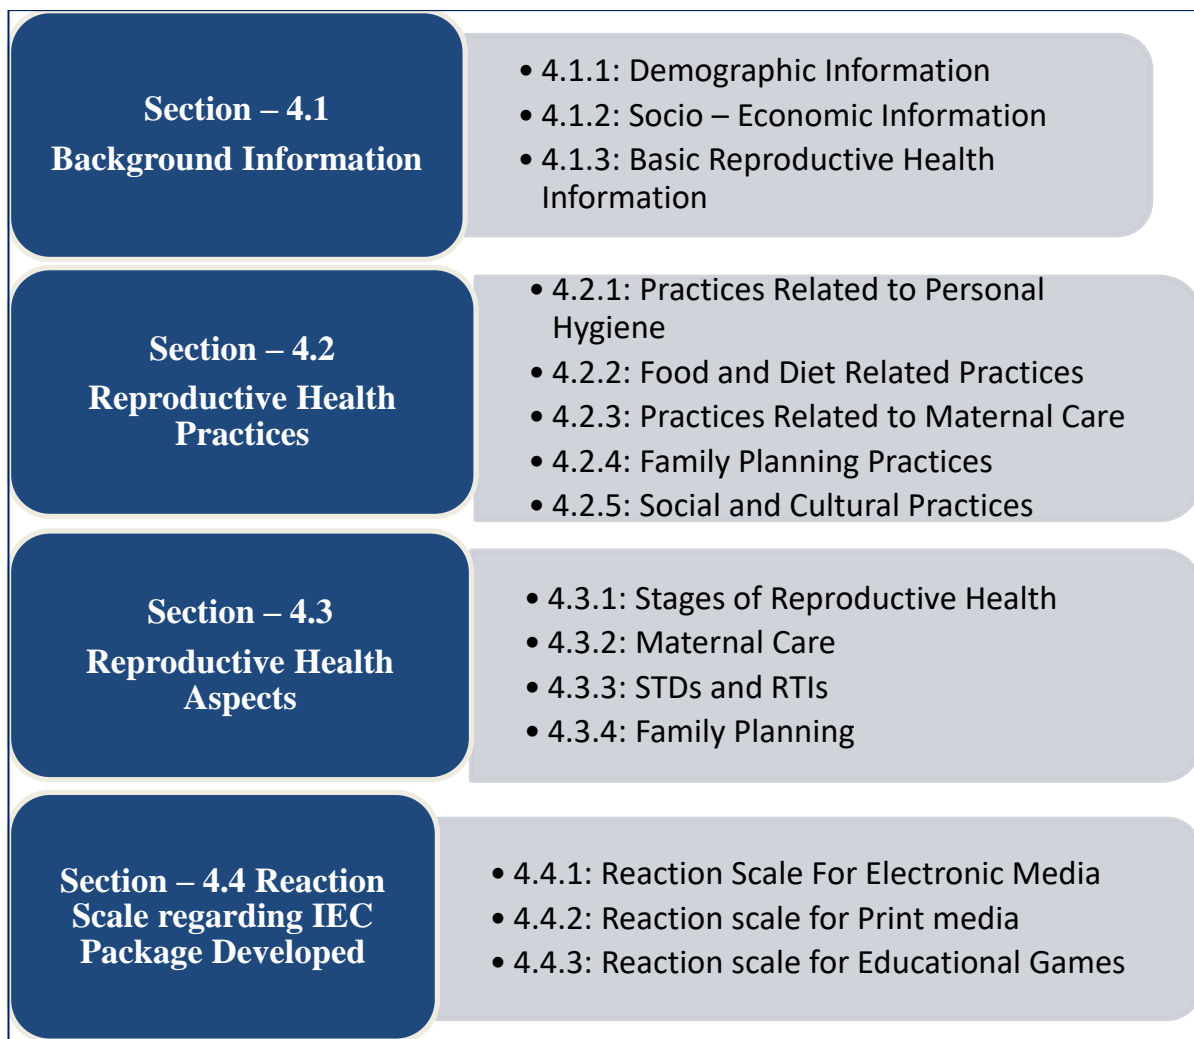 Section – 4.1
Background Information
• 4.1.1: Demographic Information
• 4.1.2: Socio – Economic Information
• 4.1.3: Basic Reproductive Health
Information
Section – 4.2
Reproductive Health
Practices
• 4.2.1: Practices Related to Personal
Hygiene
• 4.2.2: Food and Diet Related Practices
• 4.2.3: Practices Related to Maternal Care
• 4.2.4: Family Planning Practices
• 4.2.5: Social and Cultural Practices
Section – 4.3
Reproductive Health
Aspects
• 4.3.1: Stages of Reproductive Health
• 4.3.2: Maternal Care
• 4.3.3: STDs and RTIs
• 4.3.4: Family Planning
Section – 4.4 Reaction
Scale regarding IEC
Package Developed
• 4.4.1: Reaction Scale For Electronic Media
• 4.4.2: Reaction scale for Print media
• 4.4.3: Reaction scale for Educational Games